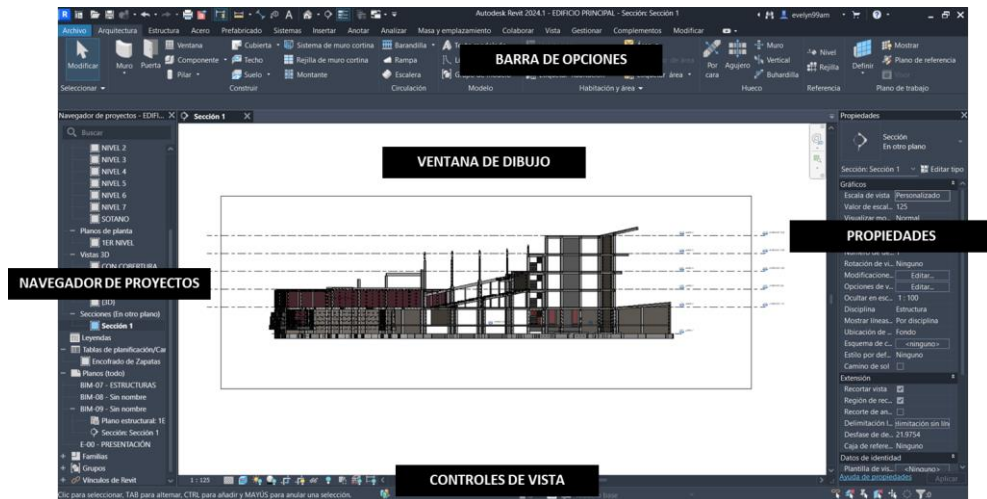 Autodesk Revit 2024.1 - EDIFICIO PRINCIPAL - Sección: Sección 1
evelyn99am
Archivo Arquitectura Estructura Acero Prefabricado Sistemas Insertar Anotar Analizar Masa y emplazamiento Colaborar Vista Gestionar Complementos Modificar
Modificar
Muro
Puerta
Ventana
Componente
Pilar
Cubierta
Techo
Suelo
Sistema de muro cortina
Rejilla de muro cortina
Montante
Barandilla
Rampa
Escalera
BARRA DE OPCIONES
Por cara
Agujero
Muro
Vertical
Buhardilla
Nivel
Rejilla
Definir
Mostrar
Plano de referencia
Seleccionar
Construir
Circulación
Modelo
Habitación y área
Hueco
Referencia
Plano de trabajo
Navegador de proyectos - EDIFI...
Buscar
NIVEL 2
NIVEL 3
NIVEL 4
NIVEL 5
NIVEL 6
NIVEL 7
SOTANO
Planos de planta
1ER NIVEL
Vistas 3D
CON COBERTURA
NAVEGADOR DE PROYECTOS
{3D}
Secciones (En otro plano)
Sección 1
Leyendas
Tablas de planificación/Car
Encofrado de Zapatas
Planos (todo)
BIM-07 - ESTRUCTURAS
BIM-08 - Sin nombre
BIM-09 - Sin nombre
Plano estructural: 1E
Sección: Sección 1
E-00 - PRESENTACIÓN
Familias
Grupos
Vínculos de Revit
Sección 1
VENTANA DE DIBUJO
1 : 125
CONTROLES DE VISTA
Propiedades
Sección
En otro plano
Sección: Sección 1
Editar tipo
Gráficos
Escala de vista Personalizado
Valor de escal... 125
Visualizar mo... Normal
PROPIEDADES
Rotación de vi... Ninguno
Modificacione... Editar...
Opciones de v... Editar...
Ocultar en esc... 1 : 100
Disciplina Estructura
Mostrar líneas... Por disciplina
Ubicación de ... Fondo
Esquema de c... <ninguno>
Estilo por def... Ninguno
Camino de sol
Extensión
Recortar vista
Región de rec...
Recorte de an...
Delimitación l... elimitación sin lín
Desfase de de... 21.9754
Caja de refere... Ninguno
Datos de identidad
Plantilla de vis... <Ninguno>
Ayuda de propiedades
Aplicar
Clic para seleccionar, TAB para alternar, CTRL para añadir y MAYÚS para anular una selección.